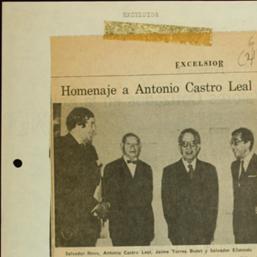 EXCELSIOR
EXCELSIOR
Homenaje a Antonio Castro Leal
Salvador Novo, Antonio Castro Leal, Jaime Torres Bodet y Salvador Elizondo